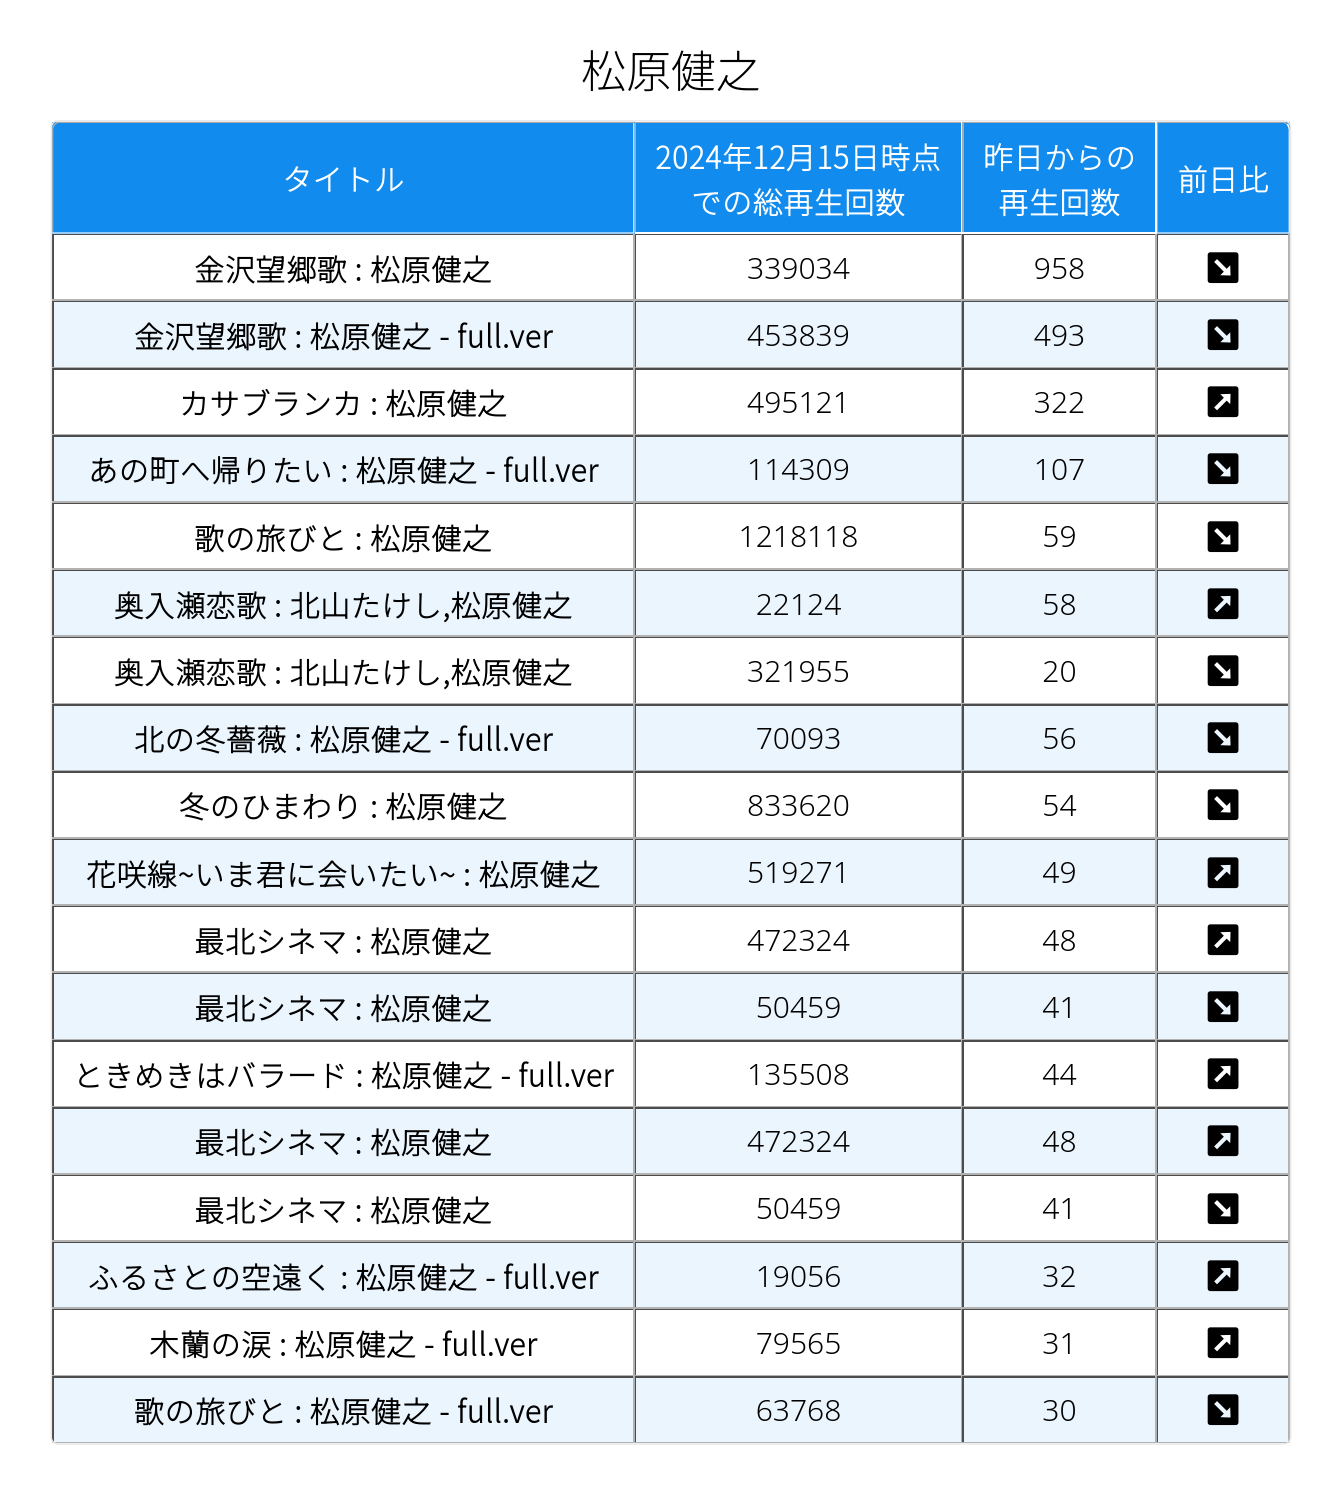 松原健之
タイトル
2024年12月15日時点
での総再生回数
昨日からの
再生回数
前日比
金沢望郷歌 : 松原健之 339034 958 ↘
金沢望郷歌 : 松原健之 - full.ver 453839 493 ↘
カサブランカ : 松原健之 495121 322 ↗
あの町へ帰りたい : 松原健之 - full.ver 114309 107 ↘
歌の旅びと : 松原健之 1218118 59 ↘
奥入瀬恋歌 : 北山たけし,松原健之 22124 58 ↗
奥入瀬恋歌 : 北山たけし,松原健之 321955 20 ↘
北の冬薔薇 : 松原健之 - full.ver 70093 56 ↘
冬のひまわり : 松原健之 833620 54 ↘
花咲線~いま君に会いたい~ : 松原健之 519271 49 ↗
最北シネマ : 松原健之 472324 48 ↗
最北シネマ : 松原健之 50459 41 ↘
ときめきはバラード : 松原健之 - full.ver 135508 44 ↗
最北シネマ : 松原健之 472324 48 ↗
最北シネマ : 松原健之 50459 41 ↘
ふるさとの空遠く : 松原健之 - full.ver 19056 32 ↗
木蘭の涙 : 松原健之 - full.ver 79565 31 ↗
歌の旅びと : 松原健之 - full.ver 63768 30 ↘